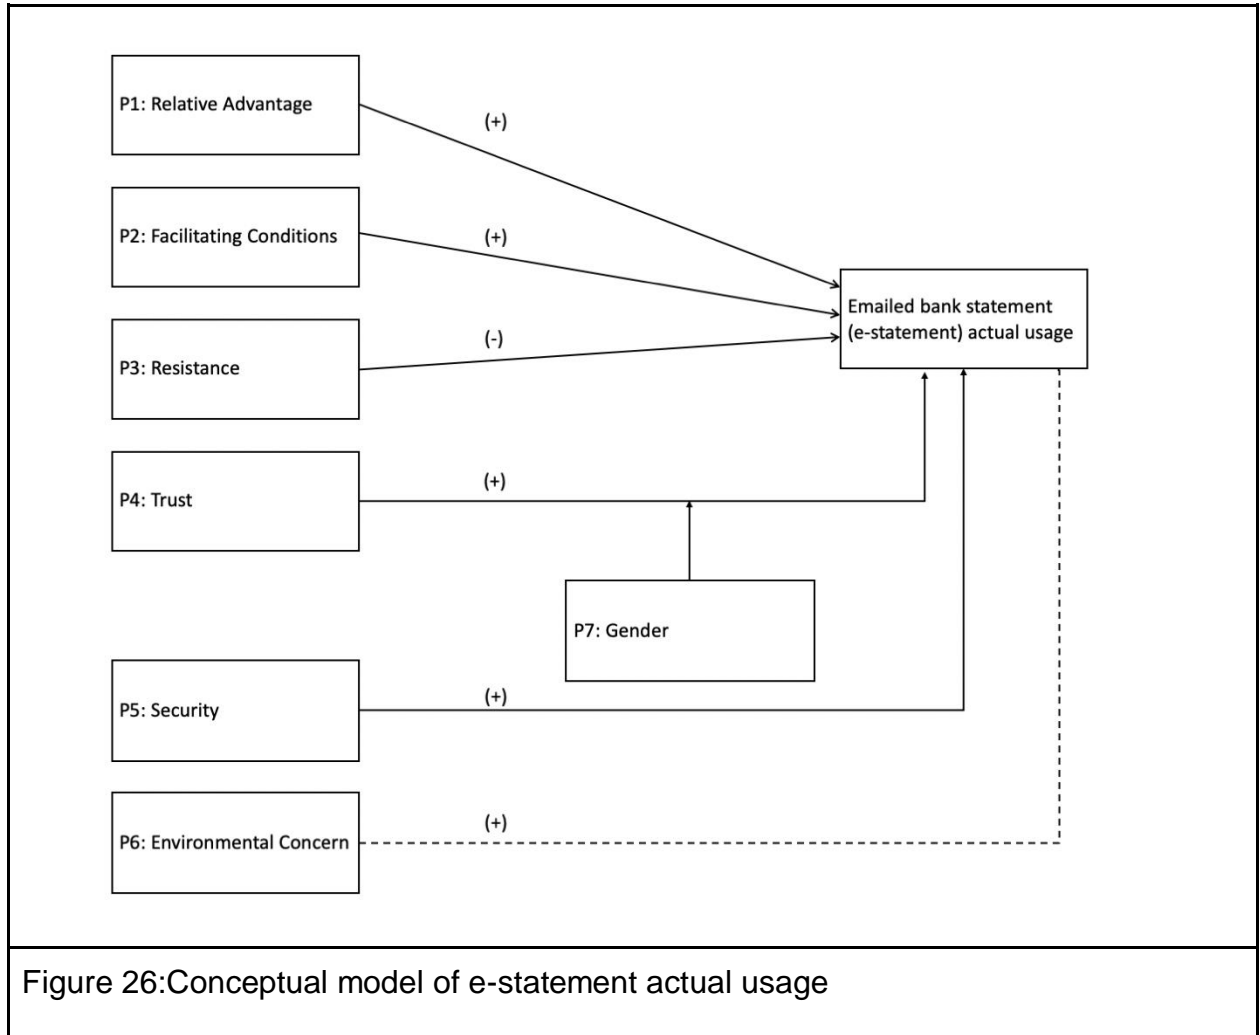 P1: Relative Advantage
(+)
P2: Facilitating Conditions
(+)
Emailed bank statement
(e-statement) actual usage
P3: Resistance
(-)
P4: Trust
(+)
P7: Gender
P5: Security
(+)
P6: Environmental Concern
(+)
Figure 26:Conceptual model of e-statement actual usage